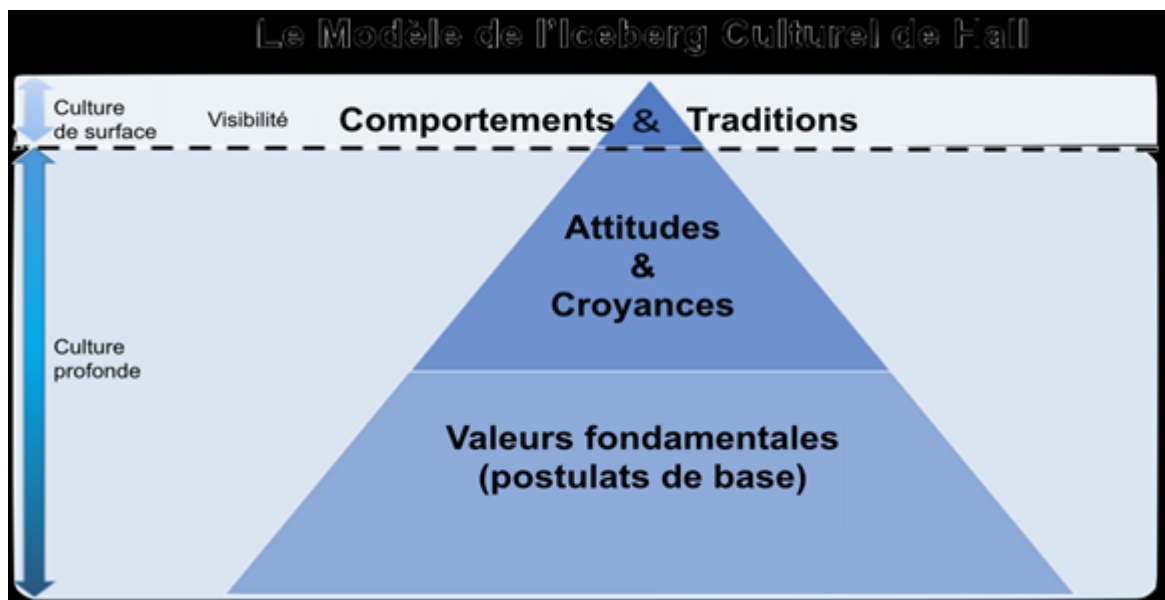 Le Modèle de l'Iceberg Culturel de Hall
Culture
de surface
Visibilité
Comportements & Traditions
Attitudes
&
Croyances
Culture
profonde
Valeurs fondamentales
(postulats de base)